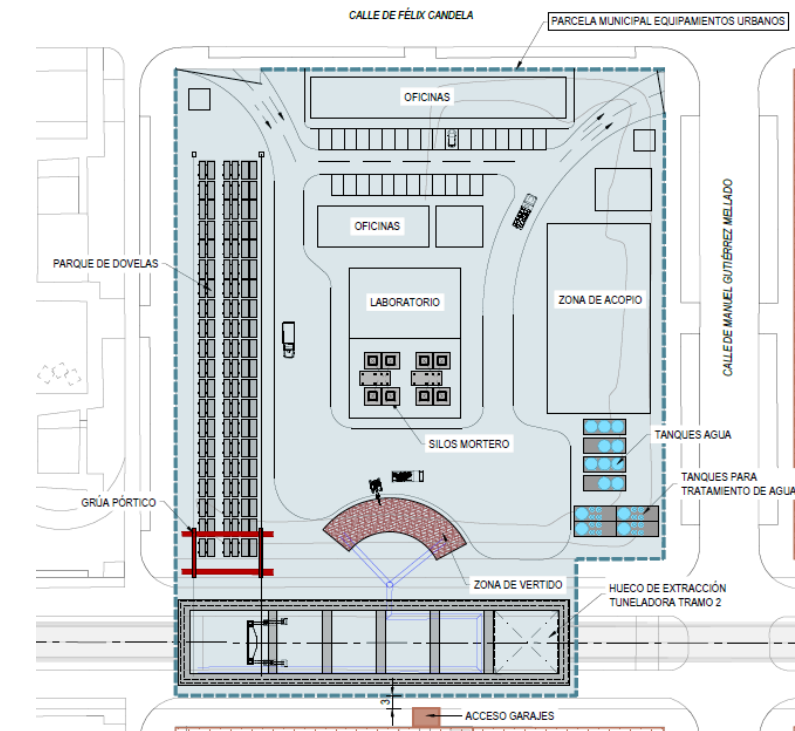 CALLE DE FÉLIX CANDELA
PARCELA MUNICIPAL EQUIPAMIENTOS URBANOS
OFICINAS
OFICINAS
PARQUE DE DOVELAS
LABORATORIO
ZONA DE ACOPIO
CALLE DE MANUEL GUTIÉRREZ MELLADO
SILOS MORTERO
TANQUES AGUA
TANQUES PARA
TRATAMIENTO DE AGUA
GRÚA PÓRTICO
ZONA DE VERTIDO
HUECO DE EXTRACCIÓN
TUNELADORA TRAMO 2
3
ACCESO GARAJES